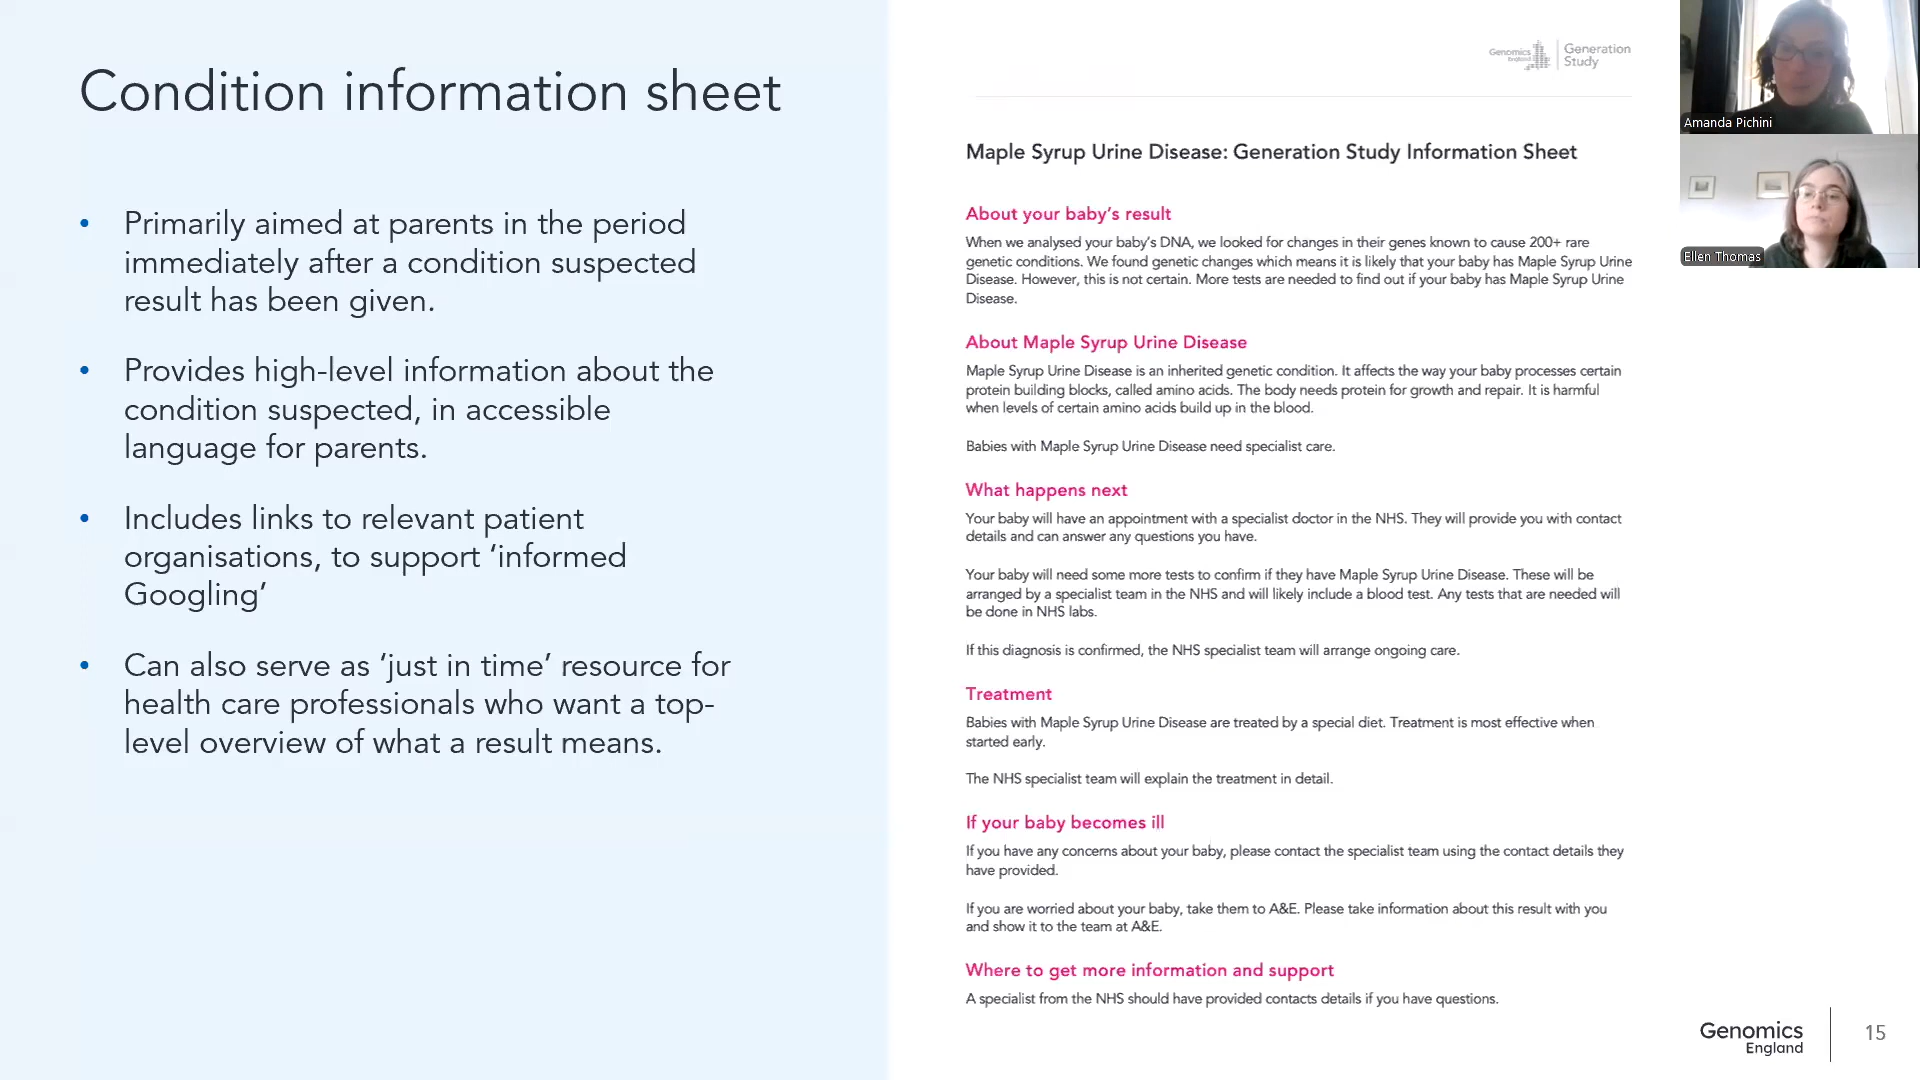 Condition information sheet
• Primarily aimed at parents in the period
immediately after a condition suspected
result has been given.
• Provides high-level information about the
condition suspected, in accessible
language for parents.
• Includes links to relevant patient
organisations, to support ‘informed
Googling’
• Can also serve as ‘just in time’ resource for
health care professionals who want a top-
level overview of what a result means.
Genomics
England
Generation
Study
Maple Syrup Urine Disease: Generation Study Information Sheet
About your baby’s result
When we analysed your baby’s DNA, we looked for changes in their genes known to cause 200+ rare
genetic conditions. We found genetic changes which means it is likely that your baby has Maple Syrup Urine
Disease. However, this is not certain. More tests are needed to find out if your baby has Maple Syrup Urine
Disease.
About Maple Syrup Urine Disease
Maple Syrup Urine Disease is an inherited genetic condition. It affects the way your baby processes certain
protein building blocks, called amino acids. The body needs protein for growth and repair. It is harmful
when levels of certain amino acids build up in the blood.
Babies with Maple Syrup Urine Disease need specialist care.
What happens next
Your baby will have an appointment with a specialist doctor in the NHS. They will provide you with contact
details and can answer any questions you have.
Your baby will need some more tests to confirm if they have Maple Syrup Urine Disease. These will be
arranged by a specialist team in the NHS and will likely include a blood test. Any tests that are needed will
be done in NHS labs.
If this diagnosis is confirmed, the NHS specialist team will arrange ongoing care.
Treatment
Babies with Maple Syrup Urine Disease are treated by a special diet. Treatment is most effective when
started early.
The NHS specialist team will explain the treatment in detail.
If your baby becomes ill
If you have any concerns about your baby, please contact the specialist team using the contact details they
have provided.
If you are worried about your baby, take them to A&E. Please take information about this result with you
and show it to the team at A&E.
Where to get more information and support
A specialist from the NHS should have provided contacts details if you have questions.
Amanda Pichini
Ellen Thomas
Genomics
England
15